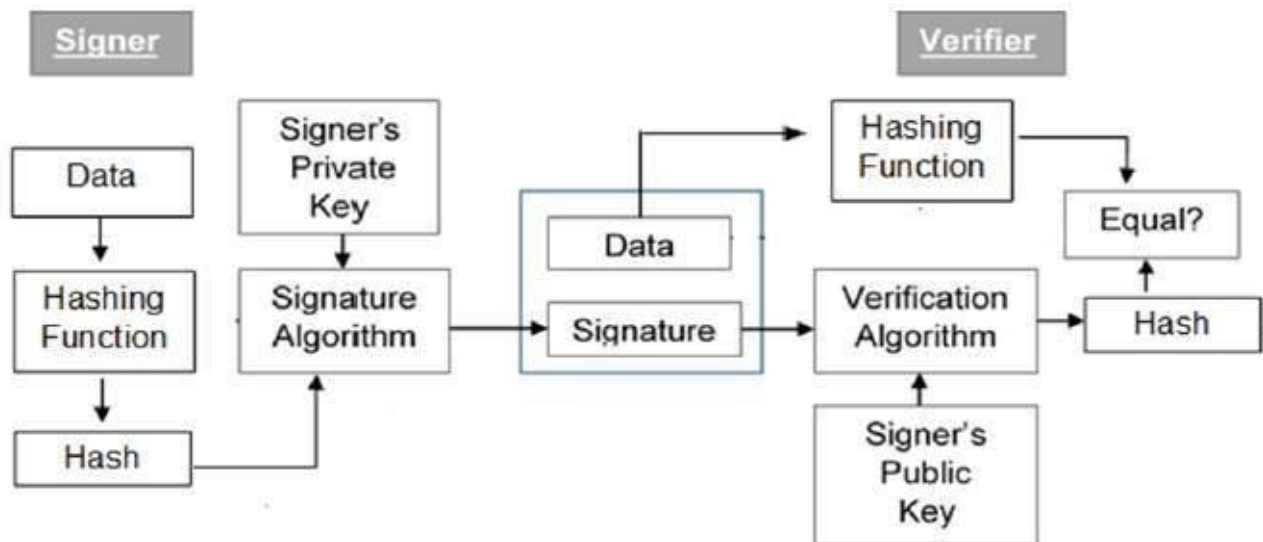 Signer
Verifier
Signer's
Private
Key
Data
Hashing
Function
Hash
Signature
Algorithm
Data
Signature
Hashing
Function
Equal?
Verification
Algorithm
Hash
Signer's
Public
Key